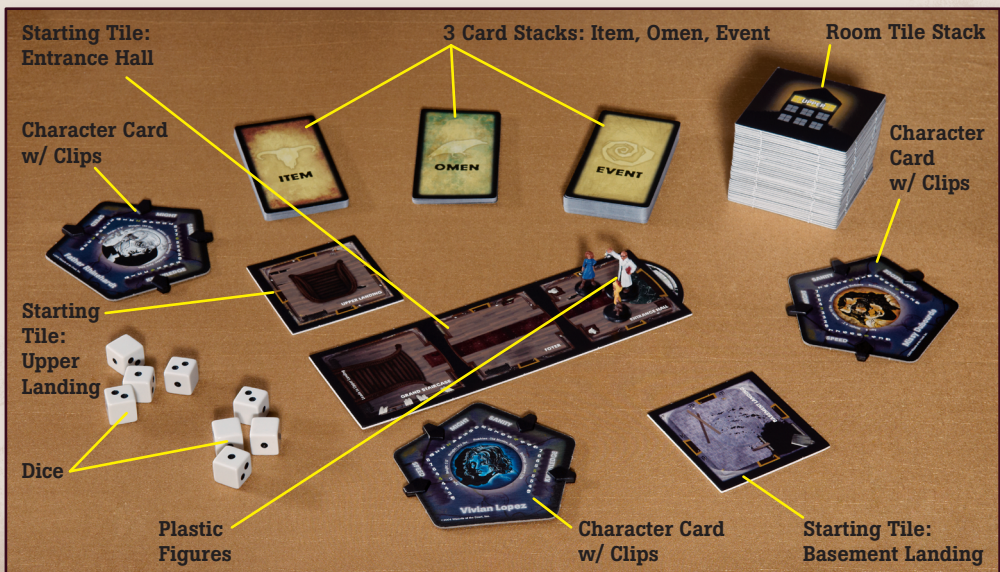 Starting Tile:
Entrance Hall
3 Card Stacks: Item, Omen, Event
Room Tile Stack
Character Card
w/ Clips
Character
Card
w/ Clips
ITEM
OMEN
EVENT
UPPER LANDING
ENTRANCE HALL
FOYER
GRAND STAIRCASE
SPEED
Vivian Lopez
Starting
Tile:
Upper
Landing
Dice
Plastic
Figures
Character Card
w/ Clips
Starting Tile:
Basement Landing